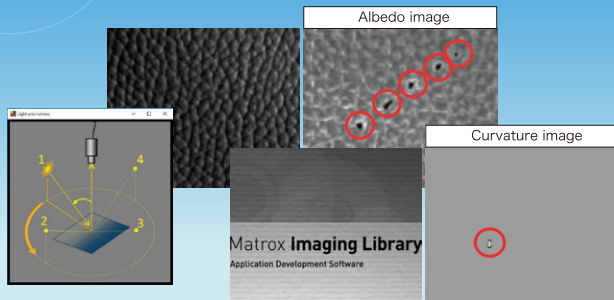 Albedo image
Light orientations
1
4
2
3
Curvature image
Matrox Imaging Library
Application Development Software